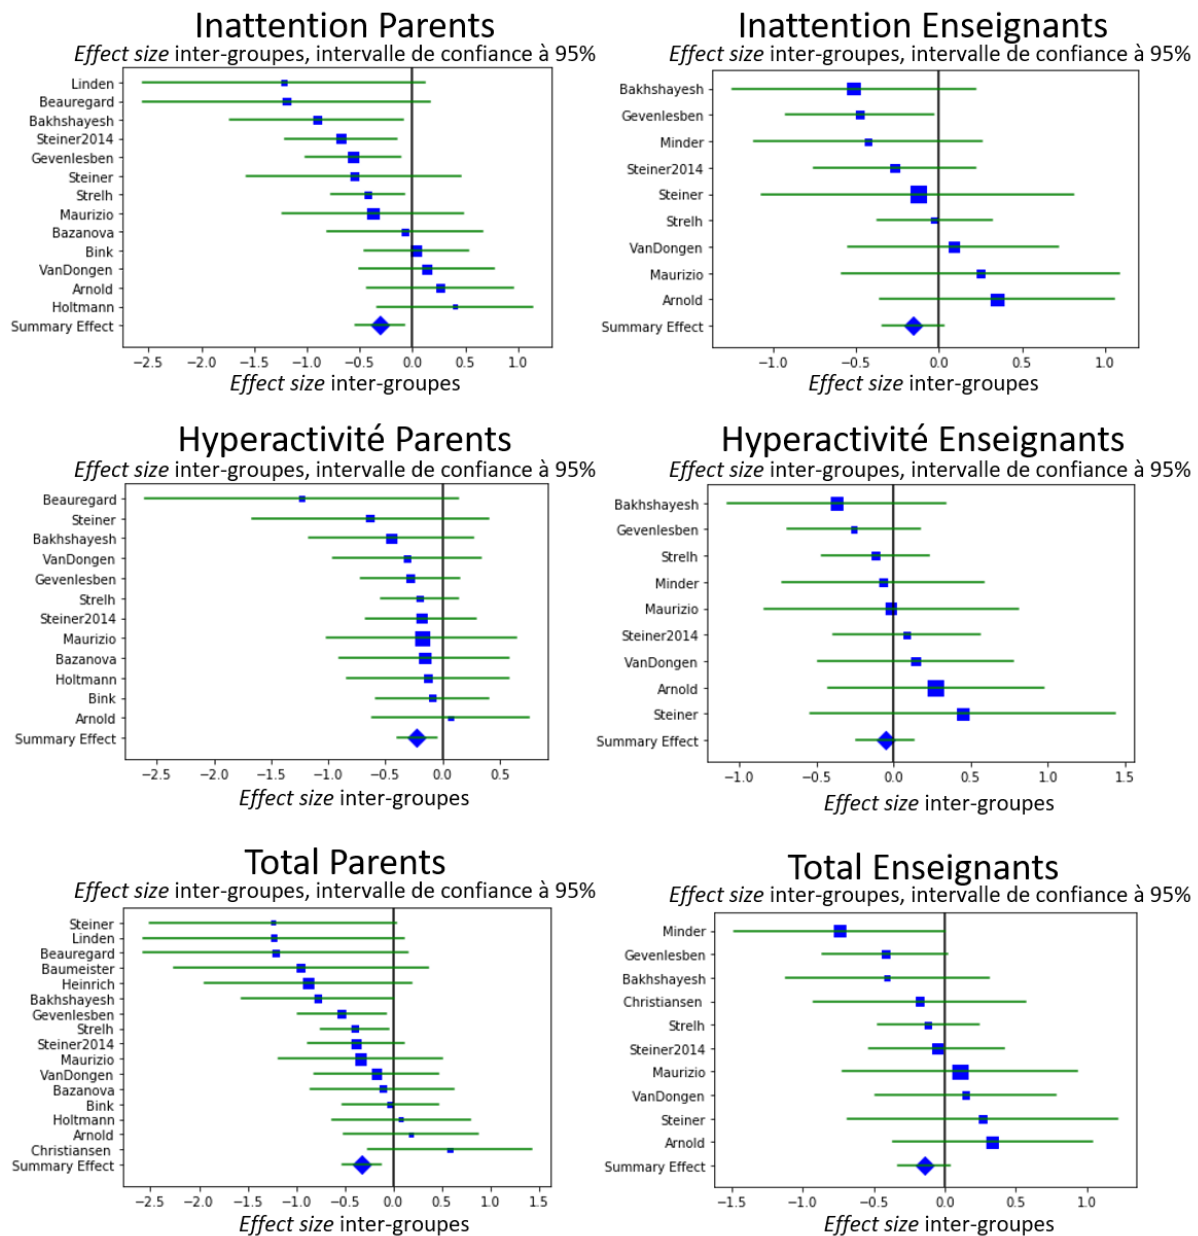 Inattention Parents
Effect size inter-groupes, intervalle de confiance à 95%
Linden
Beauregard
Bakhshayesh
Steiner2014
Gevenlesben
Steiner
Strelh
Maurizio
Bazanova
Bink
VanDongen
Arnold
Holtmann
Summary Effect
−2.5 −2.0 −1.5 −1.0 −0.5 0.0 0.5 1.0
Effect size inter-groupes
Inattention Enseignants
Effect size inter-groupes, intervalle de confiance à 95%
Bakhshayesh
Gevenlesben
Minder
Steiner2014
Steiner
Strelh
VanDongen
Maurizio
Arnold
Summary Effect
−1.0 −0.5 0.0 0.5 1.0
Effect size inter-groupes
Hyperactivité Parents
Effect size inter-groupes, intervalle de confiance à 95%
Beauregard
Steiner
Bakhshayesh
VanDongen
Gevenlesben
Strelh
Steiner2014
Maurizio
Bazanova
Holtmann
Bink
Arnold
Summary Effect
−2.5 −2.0 −1.5 −1.0 −0.5 0.0 0.5
Effect size inter-groupes
Hyperactivité Enseignants
Effect size inter-groupes, intervalle de confiance à 95%
Bakhshayesh
Gevenlesben
Strelh
Minder
Maurizio
Steiner2014
VanDongen
Arnold
Steiner
Summary Effect
−1.0 −0.5 0.0 0.5 1.0 1.5
Effect size inter-groupes
Total Parents
Effect size inter-groupes, intervalle de confiance à 95%
Steiner
Linden
Beauregard
Baumeister
Heinrich
Bakhshayesh
Gevenlesben
Strelh
Steiner2014
Maurizio
VanDongen
Bazanova
Bink
Holtmann
Arnold
Christiansen
Summary Effect
−2.5 −2.0 −1.5 −1.0 −0.5 0.0 0.5 1.0 1.5
Effect size inter-groupes
Total Enseignants
Effect size inter-groupes, intervalle de confiance à 95%
Minder
Gevenlesben
Bakhshayesh
Christiansen
Strelh
Steiner2014
Maurizio
VanDongen
Steiner
Arnold
Summary Effect
−1.5 −1.0 −0.5 0.0 0.5 1.0
Effect size inter-groupes